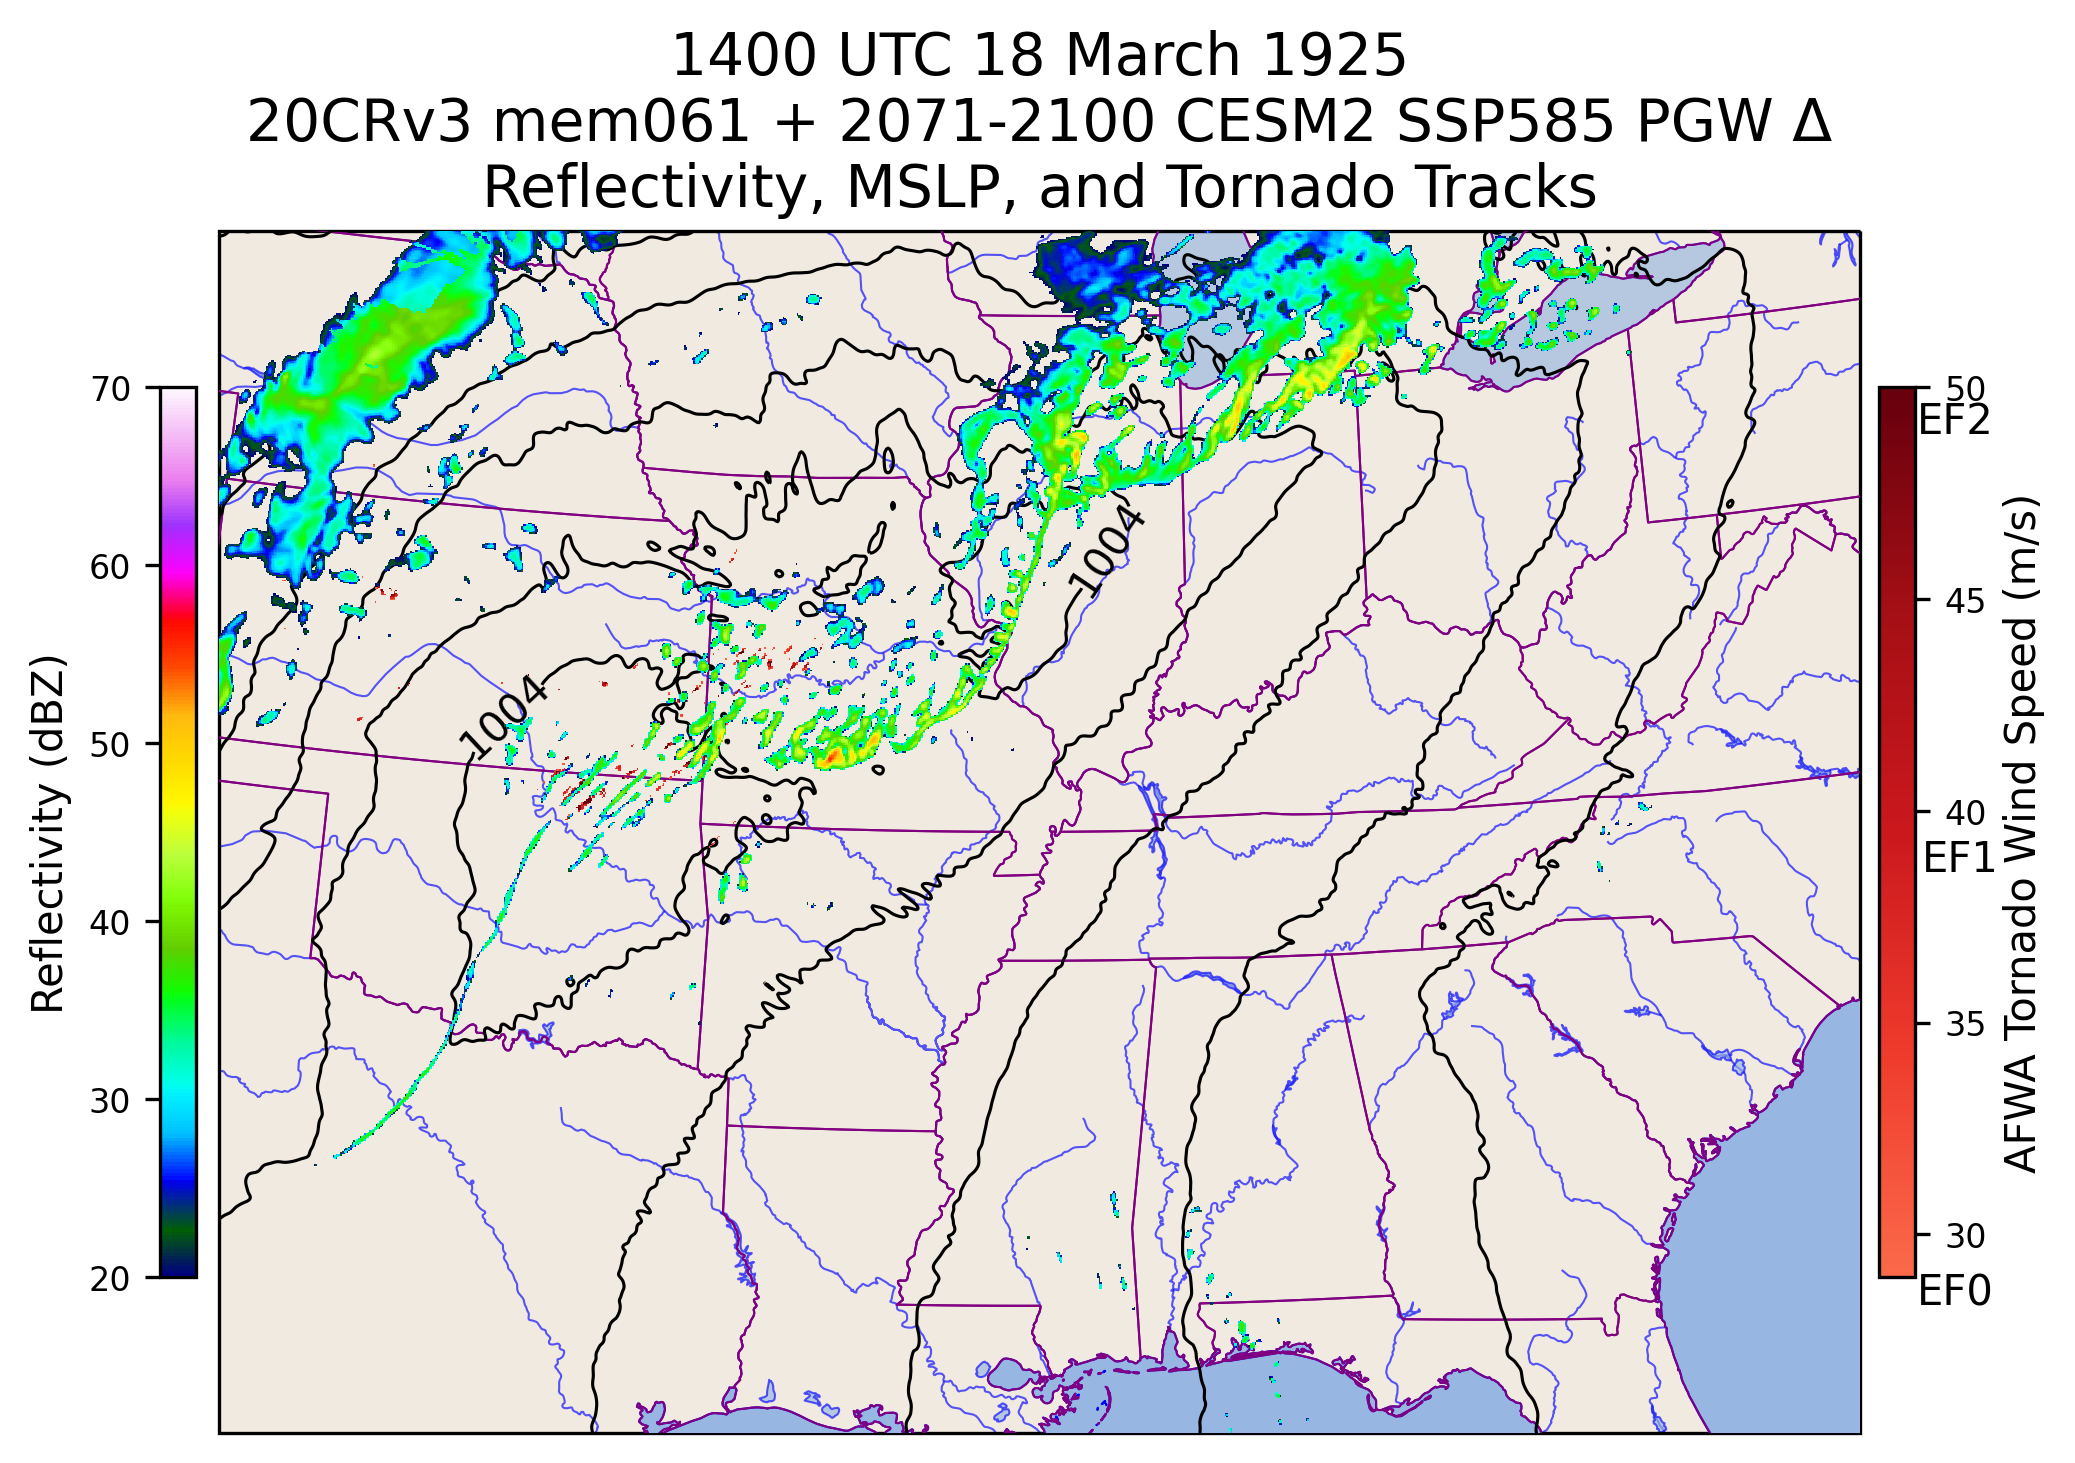 1400 UTC 18 March 1925
20CRv3 mem061 + 2071-2100 CESM2 SSP585 PGW Δ
Reflectivity, MSLP, and Tornado Tracks
Reflectivity (dBZ)
70
60
50
40
30
20
1004
1004
50
EF2
45
40
EF1
35
30
EF0
AFWA Tornado Wind Speed (m/s)